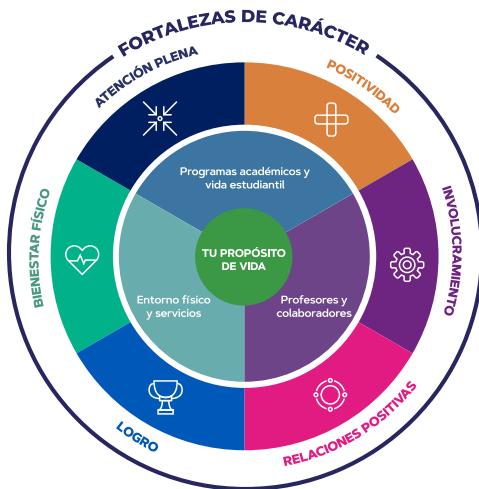 FORTALEZAS DE CARÁCTER
ATENCIÓN PLENA
POSITIVIDAD
BIENESTAR FÍSICO
INVOLUCRAMIENTO
LOGRO
RELACIONES POSITIVAS
Programas académicos y
vida estudiantil
TU PROPÓSITO
DE VIDA
Entorno físico
y servicios
Profesores y
colaboradores